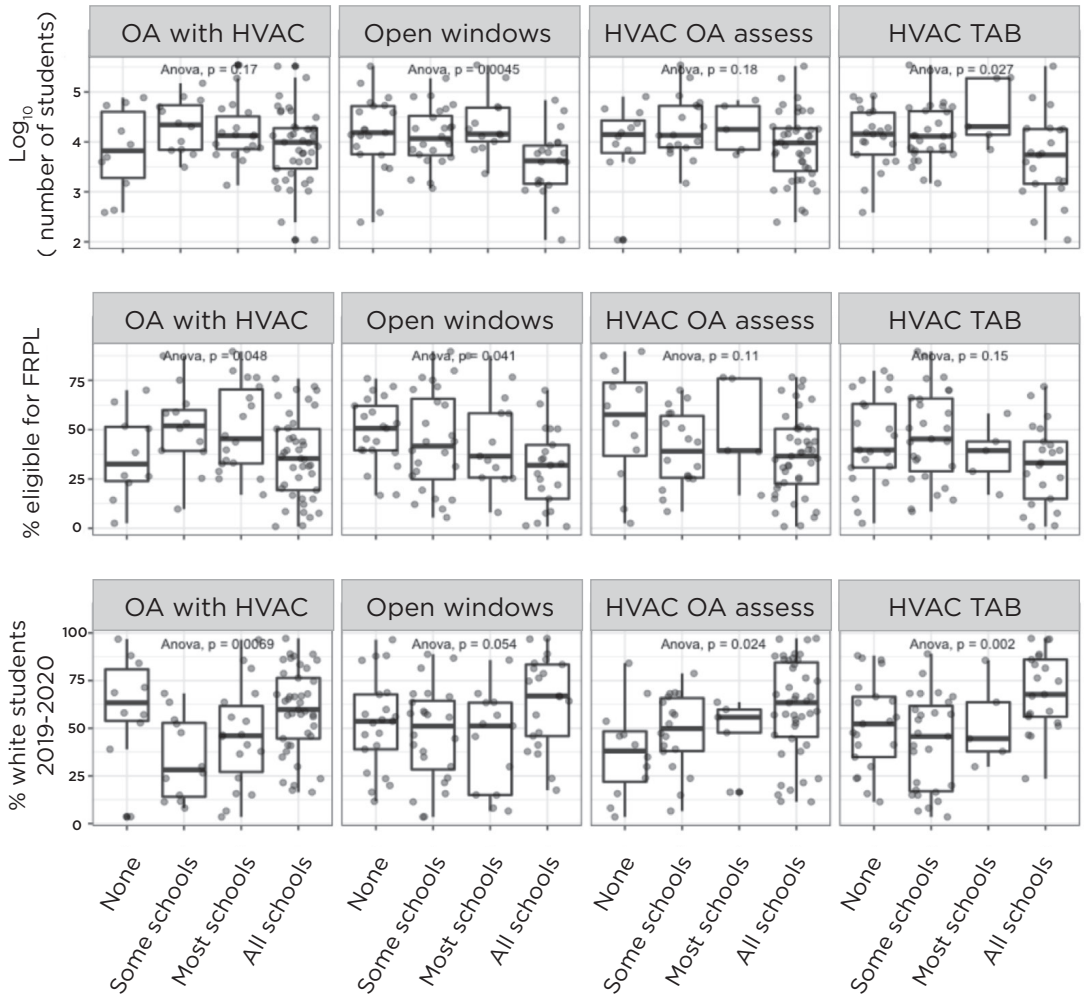 OA with HVAC
Open windows
HVAC OA assess
HVAC TAB
Anova, p = 0.17
Anova, p = 0.0045
Anova, p = 0.18
Anova, p = 0.027
Log10
( number of students)
5
4
3
2
OA with HVAC
Open windows
HVAC OA assess
HVAC TAB
Anova, p = 0.048
Anova, p = 0.041
Anova, p = 0.11
Anova, p = 0.15
% eligible for FRPL
75
50
25
0
OA with HVAC
Open windows
HVAC OA assess
HVAC TAB
Anova, p = 0.0069
Anova, p = 0.054
Anova, p = 0.024
Anova, p = 0.002
% white students
2019-2020
100
75
50
25
0
None
Some schools
Most schools
All schools
None
Some schools
Most schools
All schools
None
Some schools
Most schools
All schools
None
Some schools
Most schools
All schools